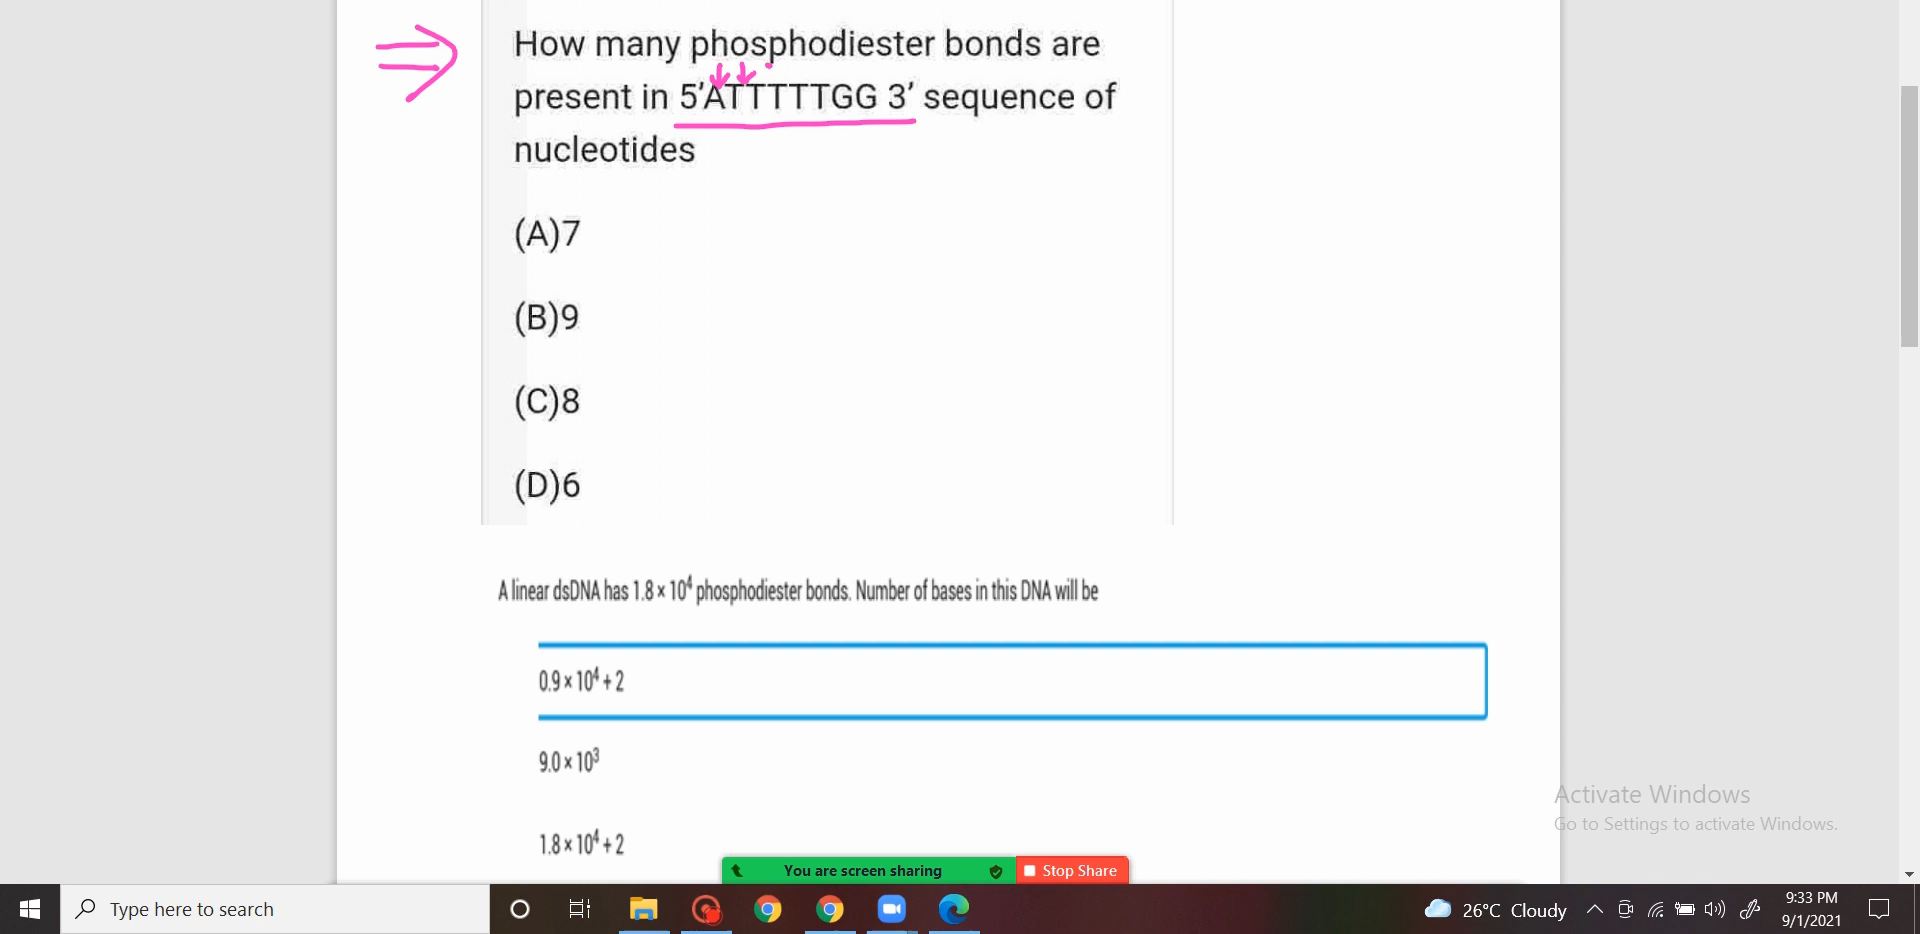 How many phosphodiester bonds are
present in 5'ATTTTTGG 3' sequence of
nucleotides
(A)7
(B)9
(C)8
(D)6
A linear dsDNA has 1.8 × 10⁴ phosphodiester bonds. Number of bases in this DNA will be
0.9 × 10⁴ + 2
9.0 × 10³
1.8 × 10⁴ + 2
Activate Windows
Go to Settings to activate Windows.
You are screen sharing
Stop Share
Type here to search
26°C Cloudy
9:33 PM
9/1/2021